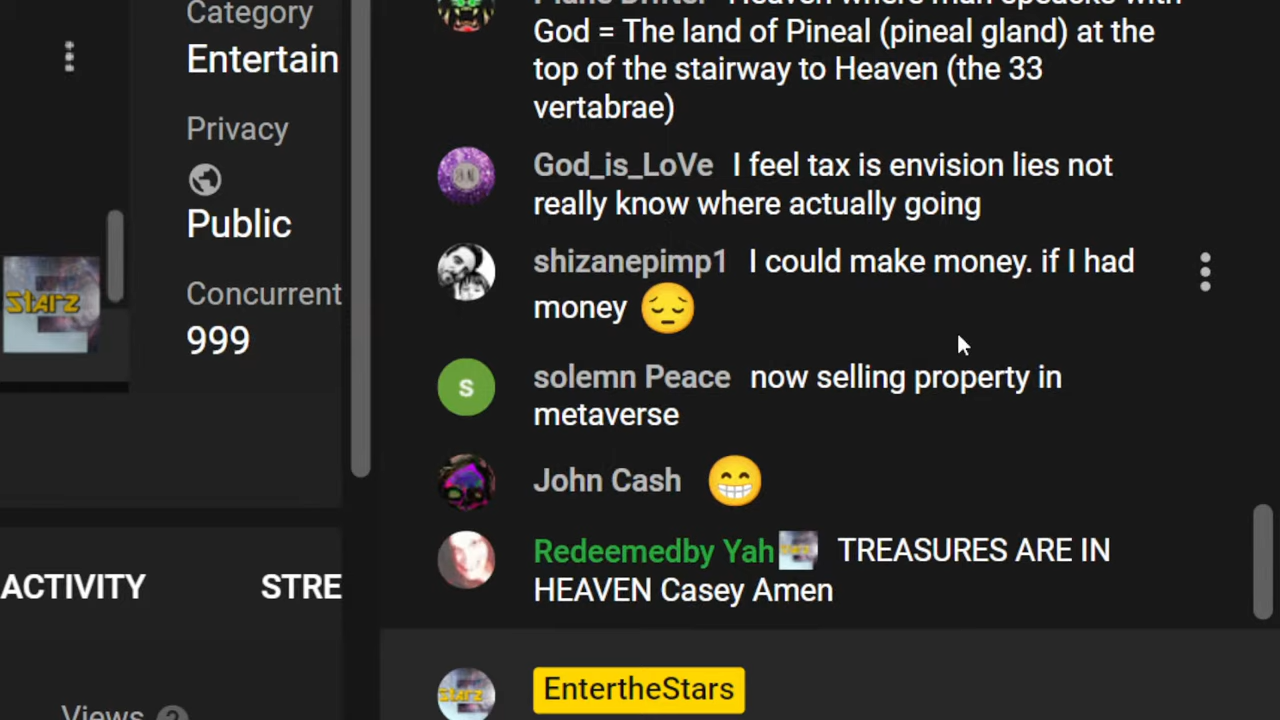 Category
Entertain
Privacy
Public
Concurrent
999
Starz
ACTIVITY STRE
Views ?
God = The land of Pineal (pineal gland) at the
top of the stairway to Heaven (the 33
vertabrae)
God_is_LoVe I feel tax is envision lies not
really know where actually going
shizanepimp1 I could make money. if I had
money
S solemn Peace now selling property in
metaverse
John Cash
Redeemedby Yah TREASURES ARE IN
HEAVEN Casey Amen
Starz EntertheStars